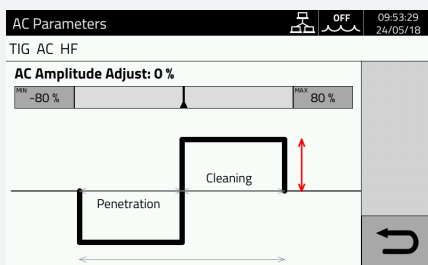 AC Parameters
OFF
09:53:29
24/05/18
TIG AC HF
AC Amplitude Adjust: 0 %
MIN -80 %
MAX 80 %
Cleaning
Penetration